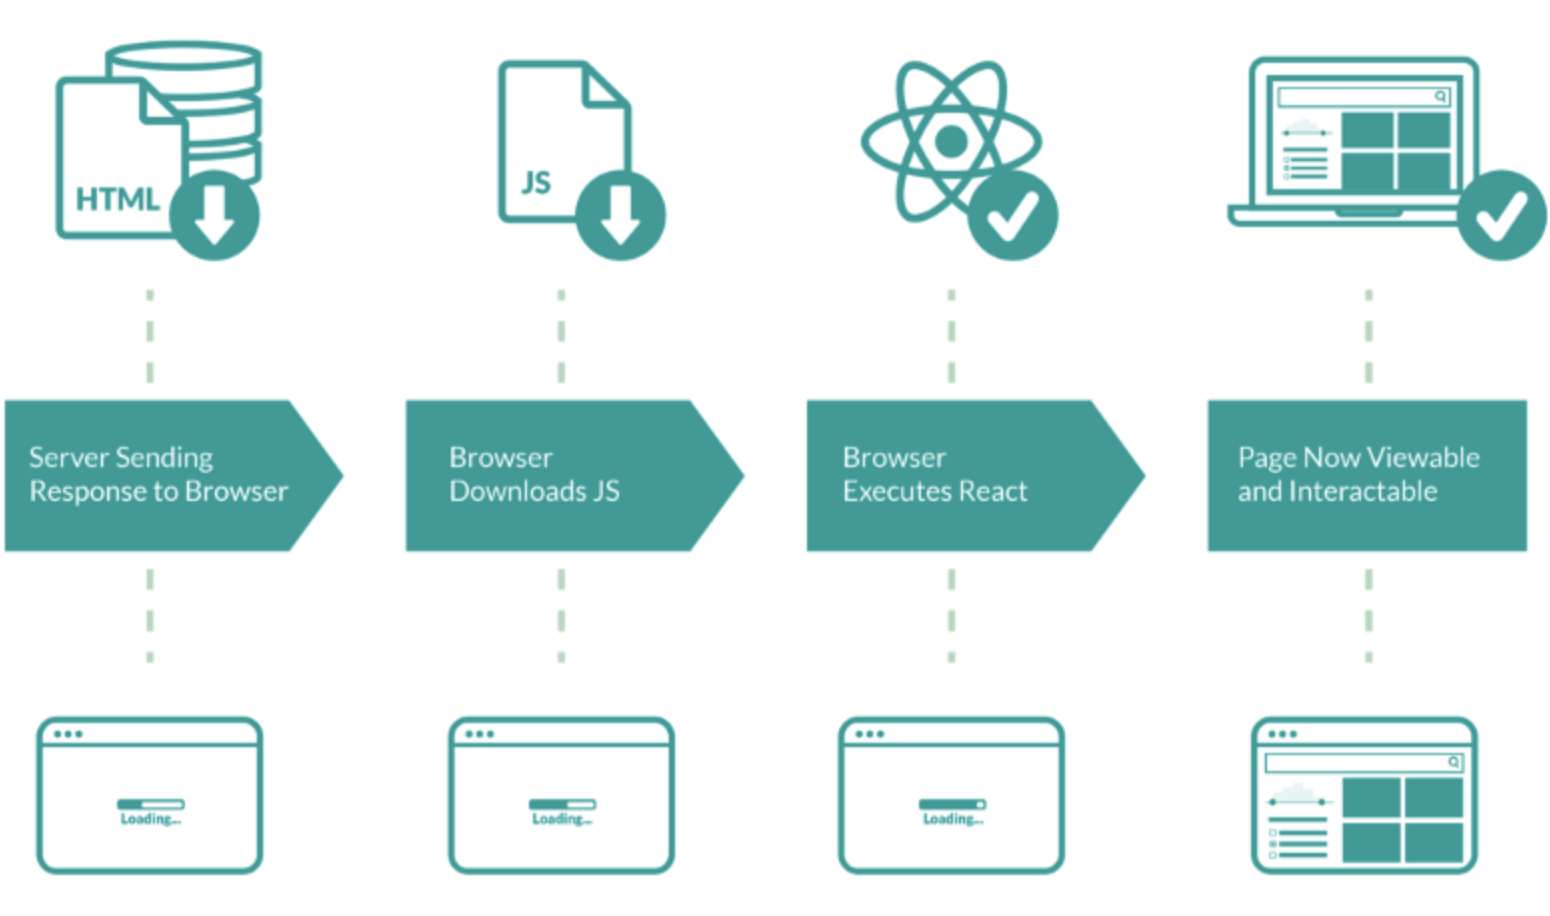 HTML
JS
Server Sending
Response to Browser
Browser
Downloads JS
Browser
Executes React
Page Now Viewable
and Interactable
Loading...
Loading...
Loading...